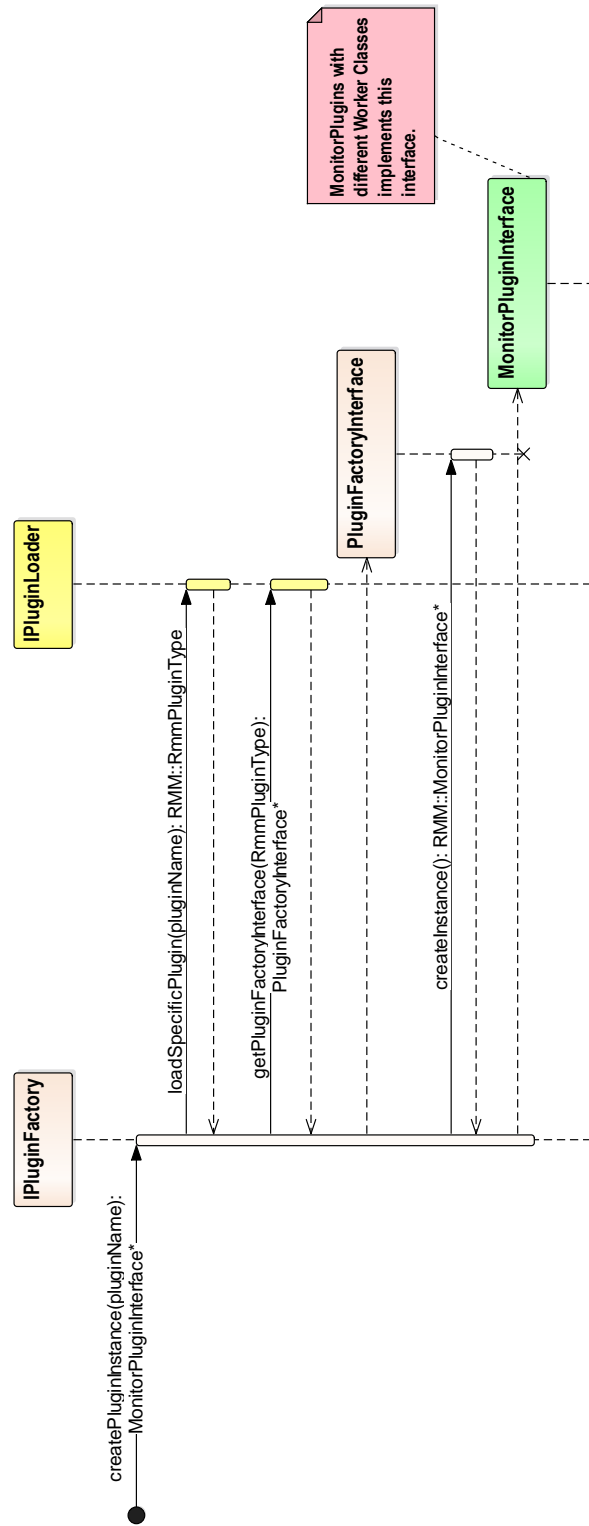 createPluginInstance(pluginName):
MonitorPluginInterface*
IPluginFactory
loadSpecificPlugin(pluginName): RMM::RmmPluginType
getPluginFactoryInterface(RmmPluginType):
PluginFactoryInterface*
createInstance(): RMM::MonitorPluginInterface*
IPluginLoader
PluginFactoryInterface
MonitorPluginInterface
MonitorPlugins with
different Worker Classes
implements this
interface.